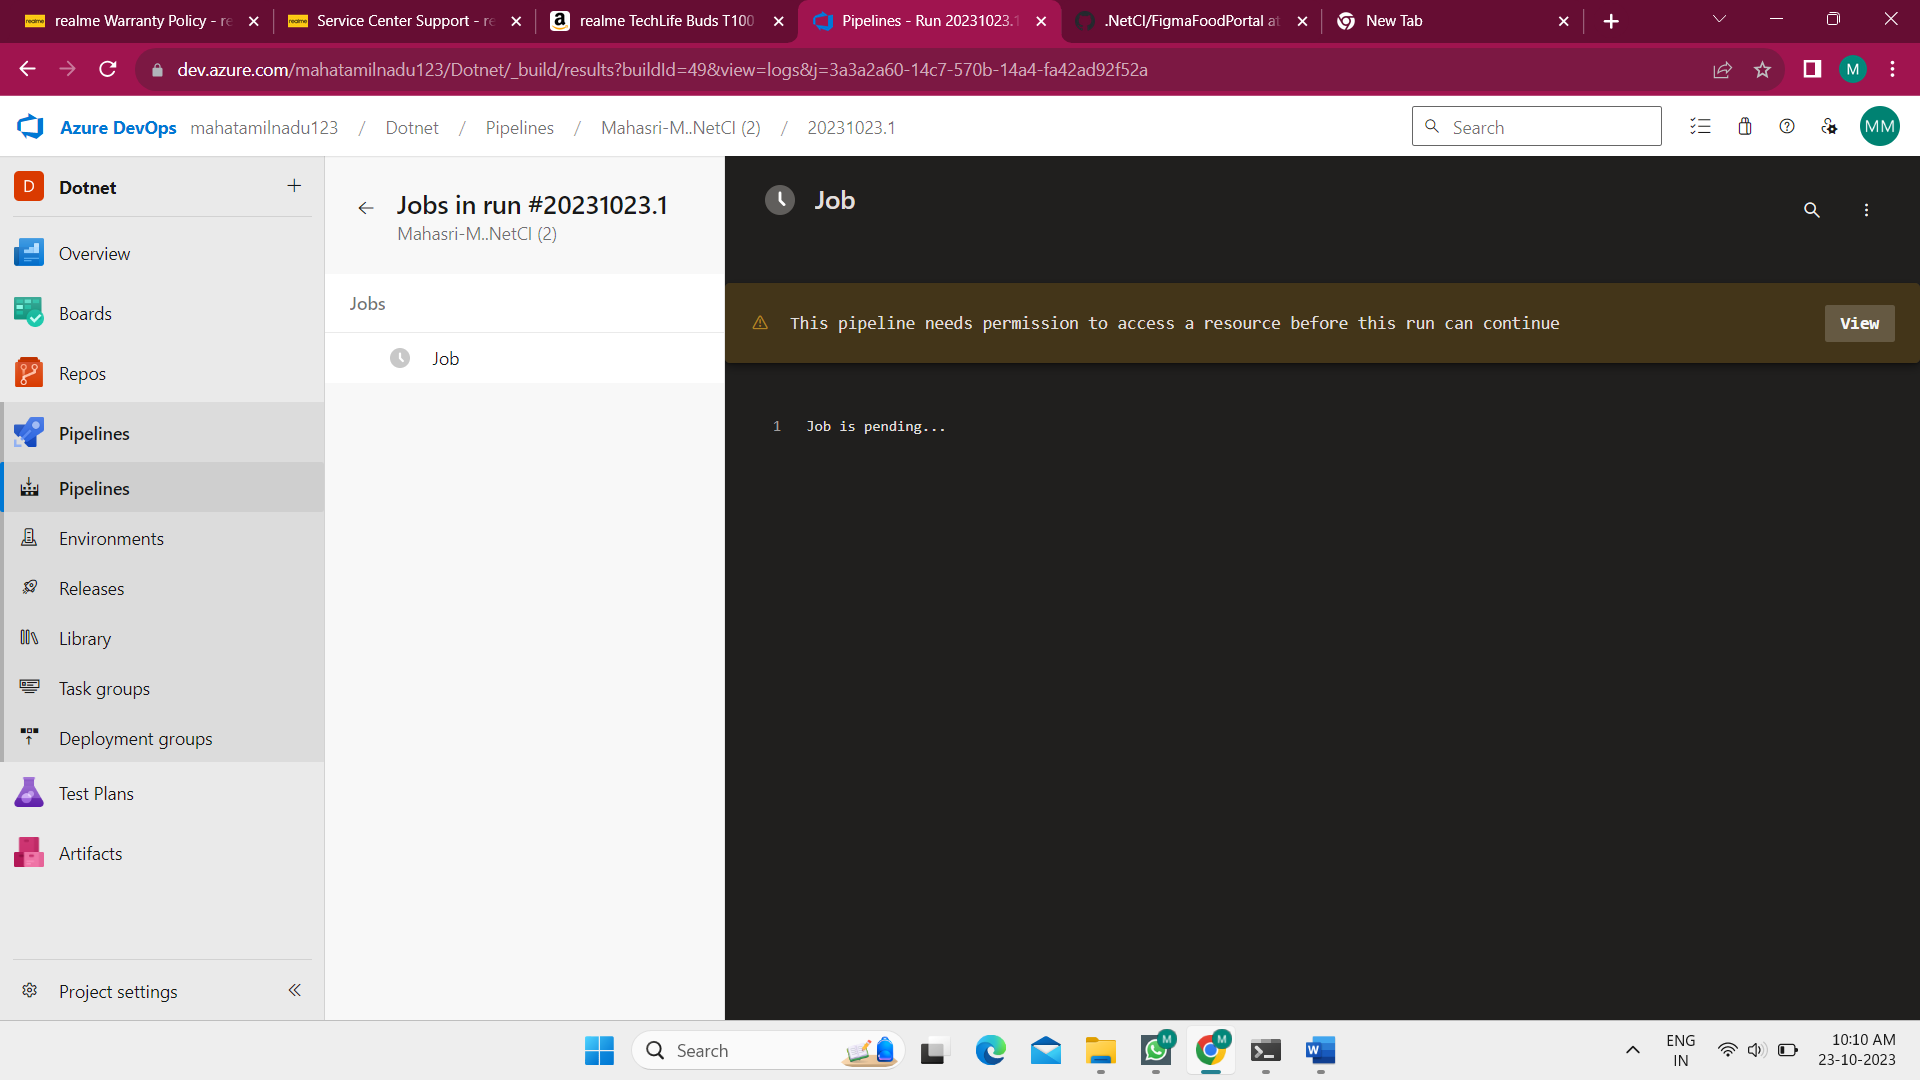 realme Warranty Policy - re
Service Center Support - re
realme TechLife Buds T100
Pipelines - Run 20231023.1
.NetCI/FigmaFoodPortal at
New Tab
dev.azure.com/mahatamilnadu123/Dotnet/_build/results?buildId=49&view=logs&j=3a3a2a60-14c7-570b-14a4-fa42ad92f52a
M
Azure DevOps mahatamilnadu123 / Dotnet / Pipelines / Mahasri-M..NetCI (2) / 20231023.1
Search
MM
D Dotnet
Overview
Boards
Repos
Pipelines
Pipelines
Environments
Releases
Library
Task groups
Deployment groups
Test Plans
Artifacts
Project settings
Jobs in run #20231023.1
Mahasri-M..NetCI (2)
Jobs
Job
Job
This pipeline needs permission to access a resource before this run can continue
View
1 Job is pending...
Search
M
M
ENG
IN
10:10 AM
23-10-2023